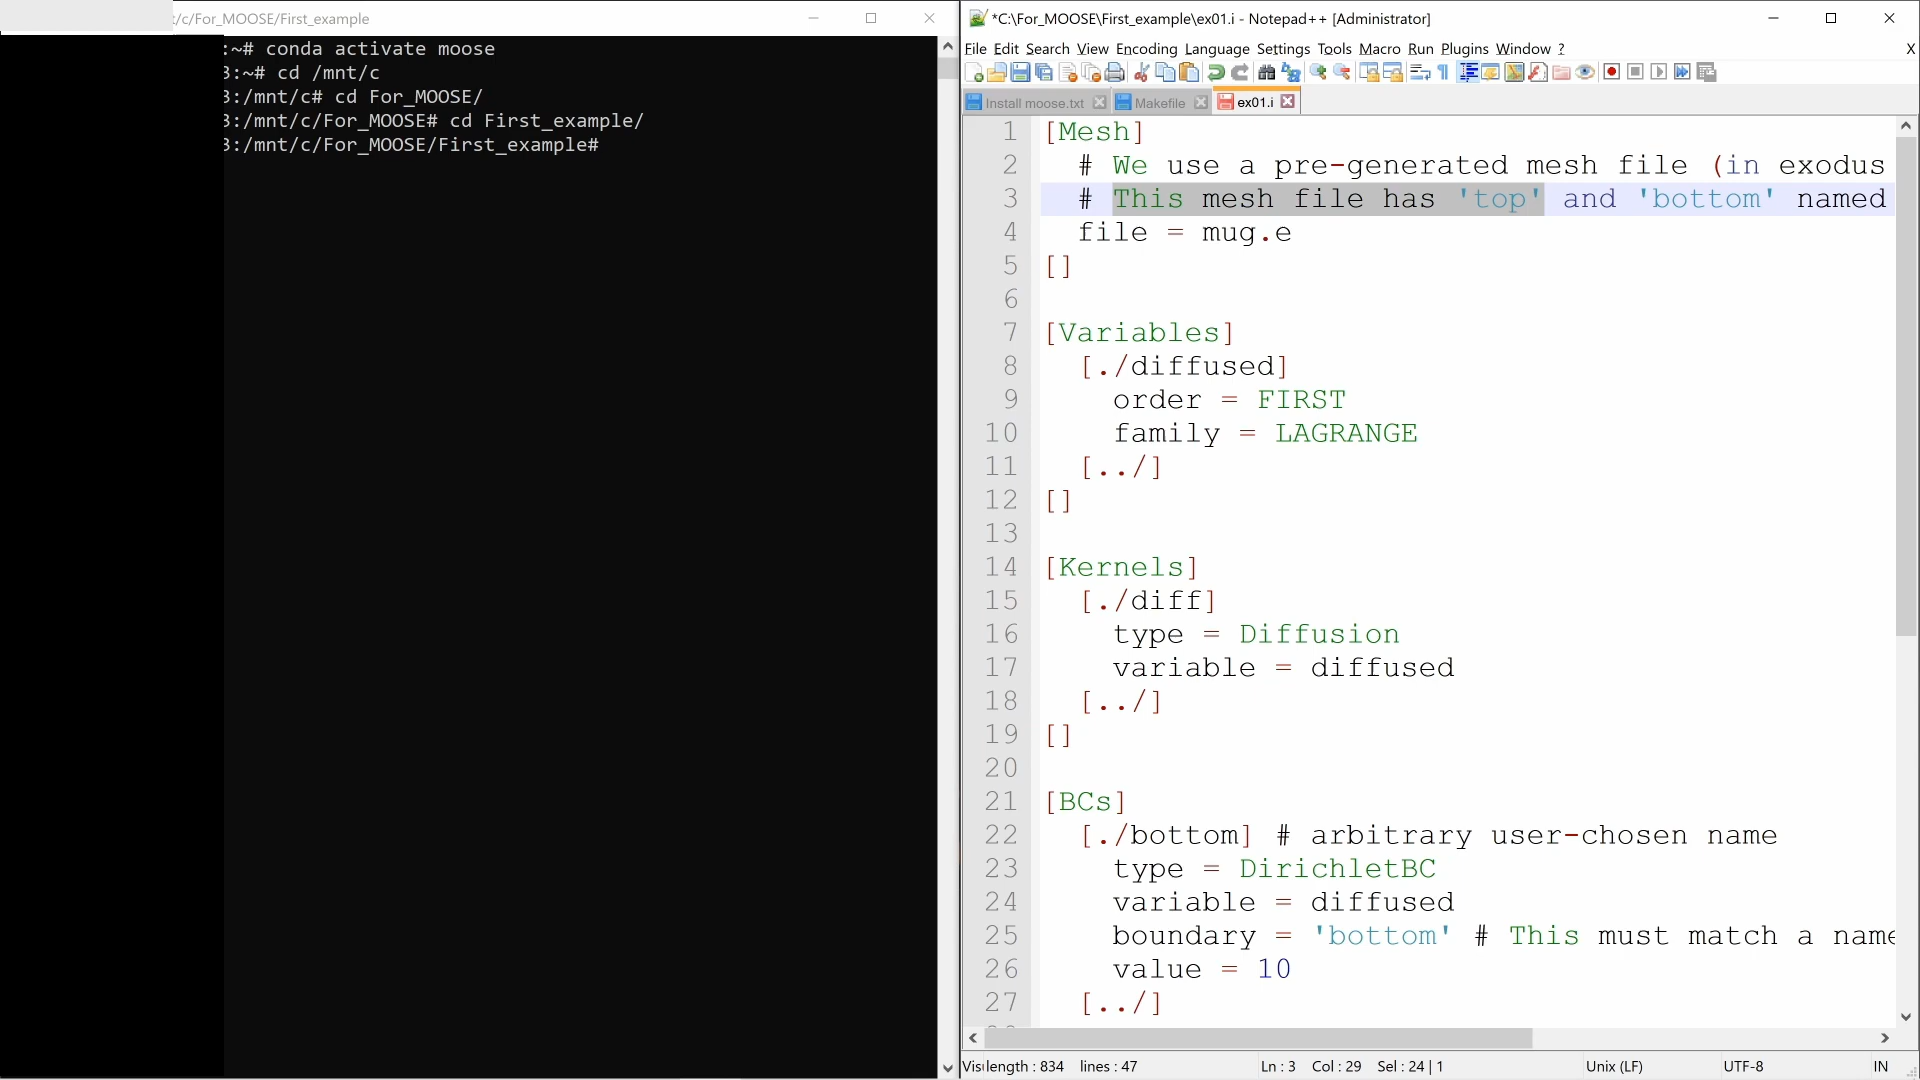 t/c/For_MOOSE/First_example
:~# conda activate moose
:~# cd /mnt/c
:/mnt/c# cd For_MOOSE/
:/mnt/c/For_MOOSE# cd First_example/
:/mnt/c/For_MOOSE/First_example#
*C:\For_MOOSE\First_example\ex01.i - Notepad++ [Administrator]
File Edit Search View Encoding Language Settings Tools Macro Run Plugins Window ? X
Install moose.txt Makefile ex01.i
1 [Mesh]
2 # We use a pre-generated mesh file (in exodus
3 # This mesh file has 'top' and 'bottom' named
4 file = mug.e
5 []
6
7 [Variables]
8 [./diffused]
9 order = FIRST
10 family = LAGRANGE
11 [../]
12 []
13
14 [Kernels]
15 [./diff]
16 type = Diffusion
17 variable = diffused
18 [../]
19 []
20
21 [BCs]
22 [./bottom] # arbitrary user-chosen name
23 type = DirichletBC
24 variable = diffused
25 boundary = 'bottom' # This must match a name
26 value = 10
27 [../]
length : 834 lines : 47 Ln : 3 Col : 29 Sel : 24 | 1 Unix (LF) UTF-8 IN